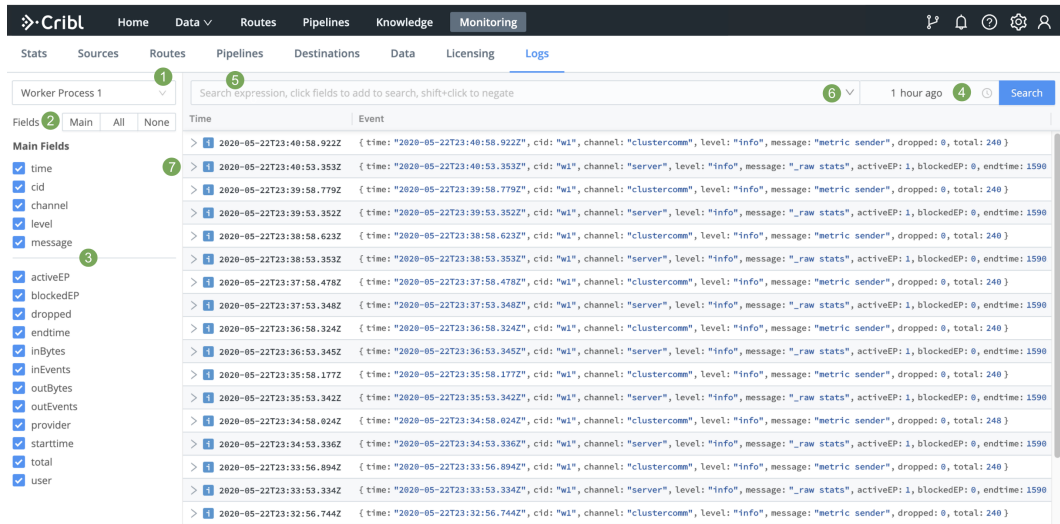 Cribl Home Data Routes Pipelines Knowledge Monitoring
Stats Sources Routes Pipelines Destinations Data Licensing Logs
1 5
Worker Process 1 Search expression, click fields to add to search, shift+click to negate 6 1 hour ago 4 Search
Fields 2 Main All None Time Event
Main Fields
7
time
cid
channel
level
message
3
activeEP
blockedEP
dropped
endtime
inBytes
inEvents
outBytes
outEvents
provider
starttime
total
user
2020-05-22T23:40:58.922Z { time: "2020-05-22T23:40:58.922Z", cid: "w1", channel: "clustercomm", level: "info", message: "metric sender", dropped: 0, total: 240 }
2020-05-22T23:40:53.353Z { time: "2020-05-22T23:40:53.353Z", cid: "w1", channel: "server", level: "info", message: "_raw stats", activeEP: 1, blockedEP: 0, endtime: 1590
2020-05-22T23:39:58.779Z { time: "2020-05-22T23:39:58.779Z", cid: "w1", channel: "clustercomm", level: "info", message: "metric sender", dropped: 0, total: 240 }
2020-05-22T23:39:53.352Z { time: "2020-05-22T23:39:53.352Z", cid: "w1", channel: "server", level: "info", message: "_raw stats", activeEP: 1, blockedEP: 0, endtime: 1590
2020-05-22T23:38:58.623Z { time: "2020-05-22T23:38:58.623Z", cid: "w1", channel: "clustercomm", level: "info", message: "metric sender", dropped: 0, total: 240 }
2020-05-22T23:38:53.353Z { time: "2020-05-22T23:38:53.353Z", cid: "w1", channel: "server", level: "info", message: "_raw stats", activeEP: 1, blockedEP: 0, endtime: 1590
2020-05-22T23:37:58.478Z { time: "2020-05-22T23:37:58.478Z", cid: "w1", channel: "clustercomm", level: "info", message: "metric sender", dropped: 0, total: 240 }
2020-05-22T23:37:53.348Z { time: "2020-05-22T23:37:53.348Z", cid: "w1", channel: "server", level: "info", message: "_raw stats", activeEP: 1, blockedEP: 0, endtime: 1590
2020-05-22T23:36:58.324Z { time: "2020-05-22T23:36:58.324Z", cid: "w1", channel: "clustercomm", level: "info", message: "metric sender", dropped: 0, total: 240 }
2020-05-22T23:36:53.345Z { time: "2020-05-22T23:36:53.345Z", cid: "w1", channel: "server", level: "info", message: "_raw stats", activeEP: 1, blockedEP: 0, endtime: 1590
2020-05-22T23:35:58.177Z { time: "2020-05-22T23:35:58.177Z", cid: "w1", channel: "clustercomm", level: "info", message: "metric sender", dropped: 0, total: 240 }
2020-05-22T23:35:53.342Z { time: "2020-05-22T23:35:53.342Z", cid: "w1", channel: "server", level: "info", message: "_raw stats", activeEP: 1, blockedEP: 0, endtime: 1590
2020-05-22T23:34:58.024Z { time: "2020-05-22T23:34:58.024Z", cid: "w1", channel: "clustercomm", level: "info", message: "metric sender", dropped: 0, total: 248 }
2020-05-22T23:34:53.336Z { time: "2020-05-22T23:34:53.336Z", cid: "w1", channel: "server", level: "info", message: "_raw stats", activeEP: 1, blockedEP: 0, endtime: 1590
2020-05-22T23:33:56.894Z { time: "2020-05-22T23:33:56.894Z", cid: "w1", channel: "clustercomm", level: "info", message: "metric sender", dropped: 0, total: 240 }
2020-05-22T23:33:53.334Z { time: "2020-05-22T23:33:53.334Z", cid: "w1", channel: "server", level: "info", message: "_raw stats", activeEP: 1, blockedEP: 0, endtime: 1590
2020-05-22T23:32:56.744Z { time: "2020-05-22T23:32:56.744Z", cid: "w1", channel: "clustercomm", level: "info", message: "metric sender", dropped: 0, total: 240 }